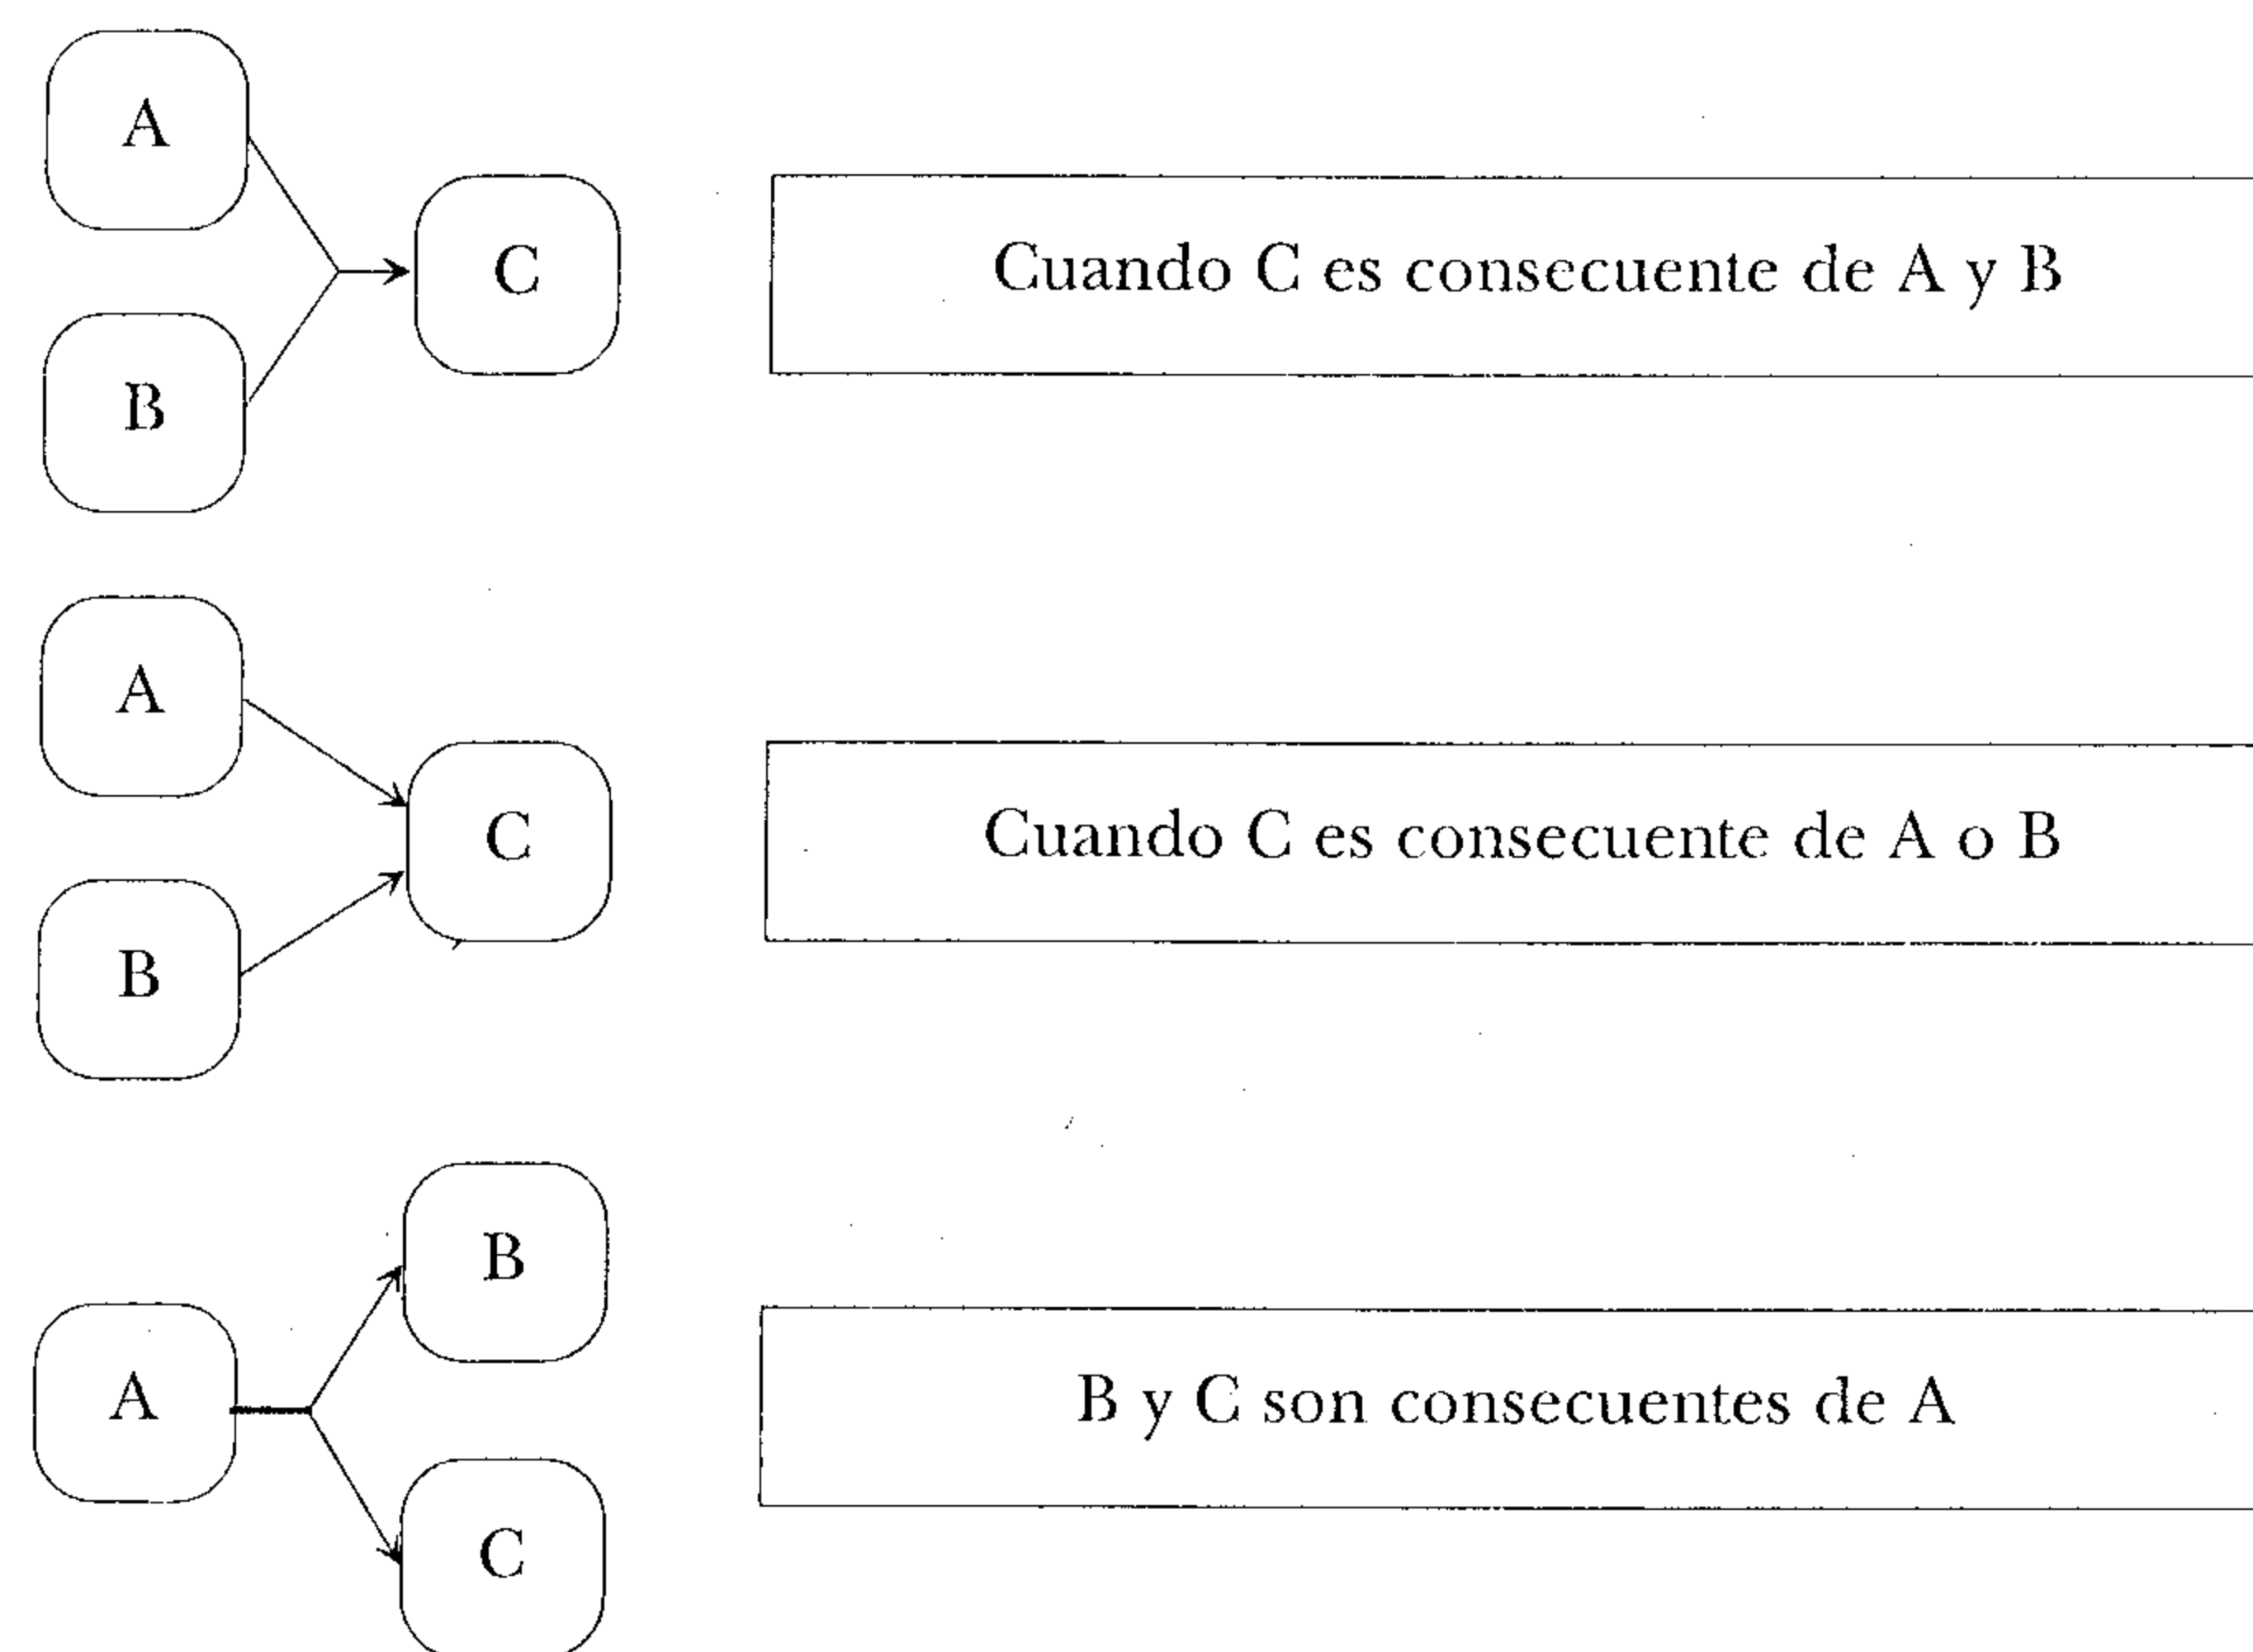 A
C
Cuando C es consecuente de A y B
B
A
C
Cuando C es consecuente de A o B
B
B
A
B y C son consecuentes de A
C